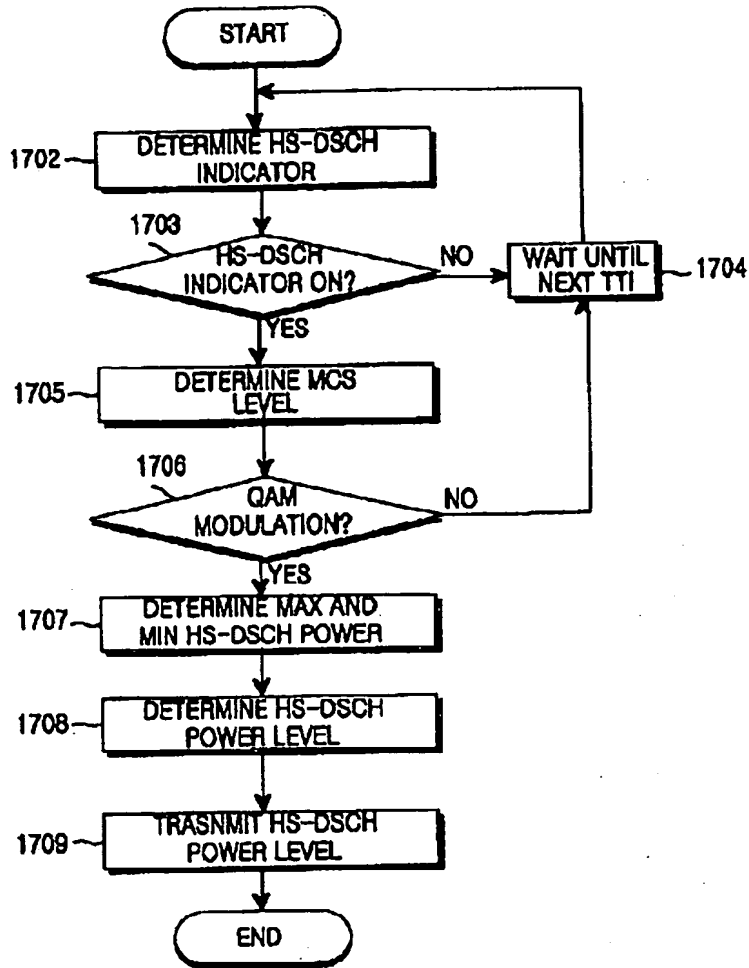 START
1702
DETERMINE HS-DSCH
INDICATOR
1703
HS-DSCH
INDICATOR ON?
NO
WAIT UNTIL
NEXT TTI
1704
YES
1705
DETERMINE MCS
LEVEL
1706
QAM
MODULATION?
NO
YES
1707
DETERMINE MAX AND
MIN HS-DSCH POWER
1708
DETERMINE HS-DSCH
POWER LEVEL
1709
TRASNMIT HS-DSCH
POWER LEVEL
END